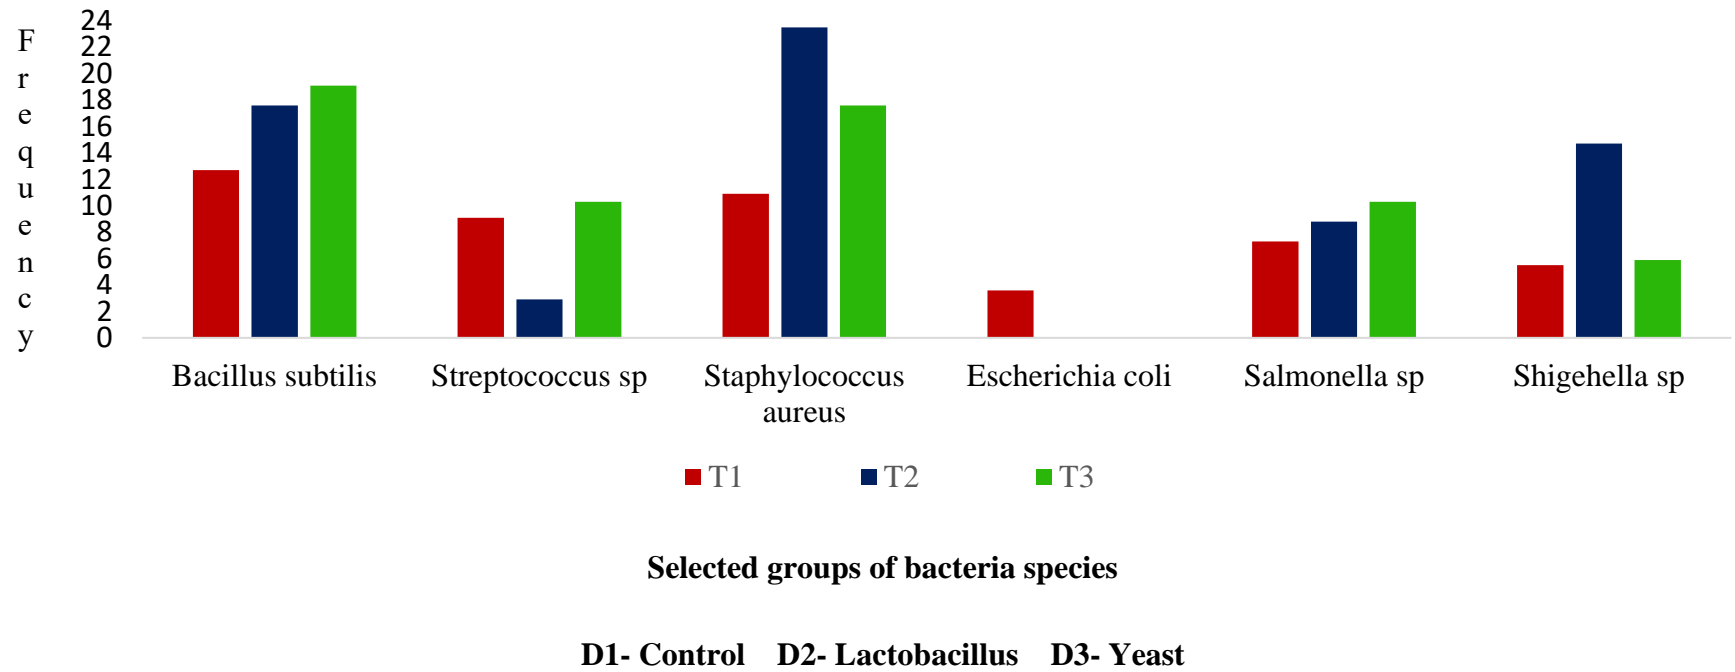 Frequency
24
22
20
18
16
14
12
10
8
6
4
2
0
Bacillus subtilis
Streptococcus sp
Staphylococcus
aureus
Escherichia coli
Salmonella sp
Shigehella sp
T1
T2
T3
Selected groups of bacteria species
D1- Control D2- Lactobacillus D3- Yeast